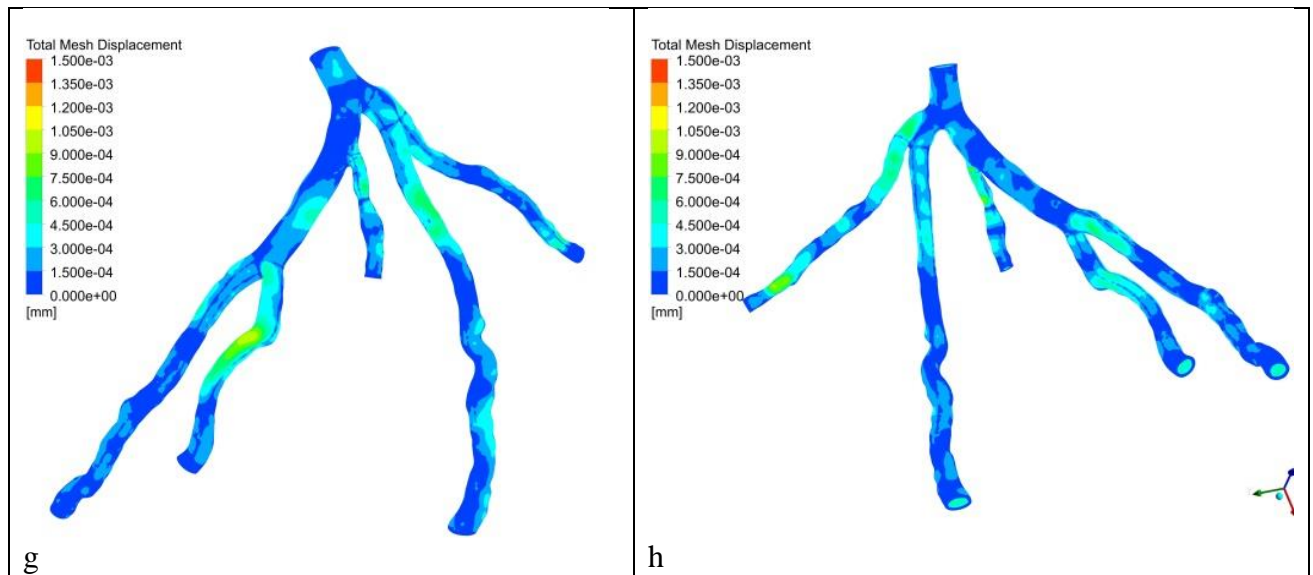 Total Mesh Displacement
1.500e-03
1.350e-03
1.200e-03
1.050e-03
9.000e-04
7.500e-04
6.000e-04
4.500e-04
3.000e-04
1.500e-04
0.000e+00
[mm]
g
Total Mesh Displacement
1.500e-03
1.350e-03
1.200e-03
1.050e-03
9.000e-04
7.500e-04
6.000e-04
4.500e-04
3.000e-04
1.500e-04
0.000e+00
[mm]
h